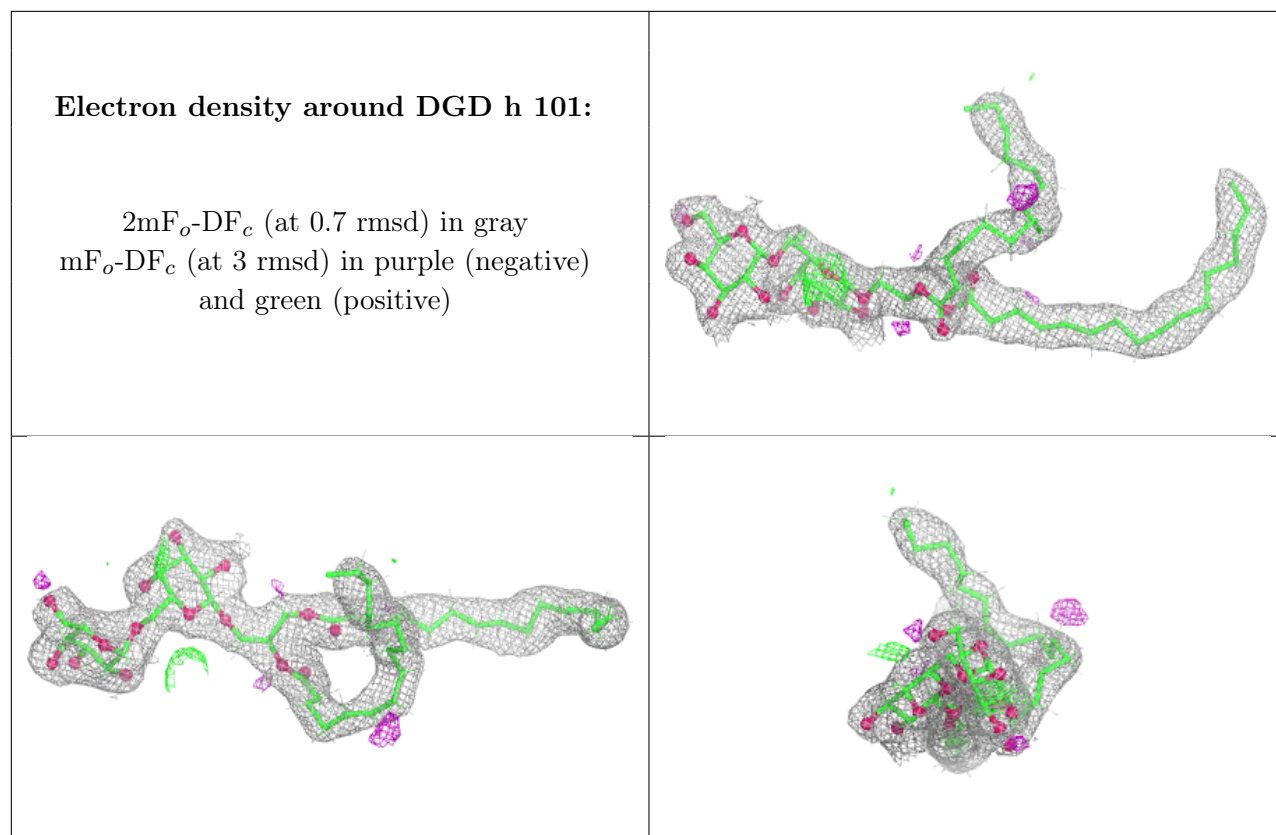 Electron density around DGD h 101:
2mFo-DFc (at 0.7 rmsd) in gray
mFo-DFc (at 3 rmsd) in purple (negative)
and green (positive)